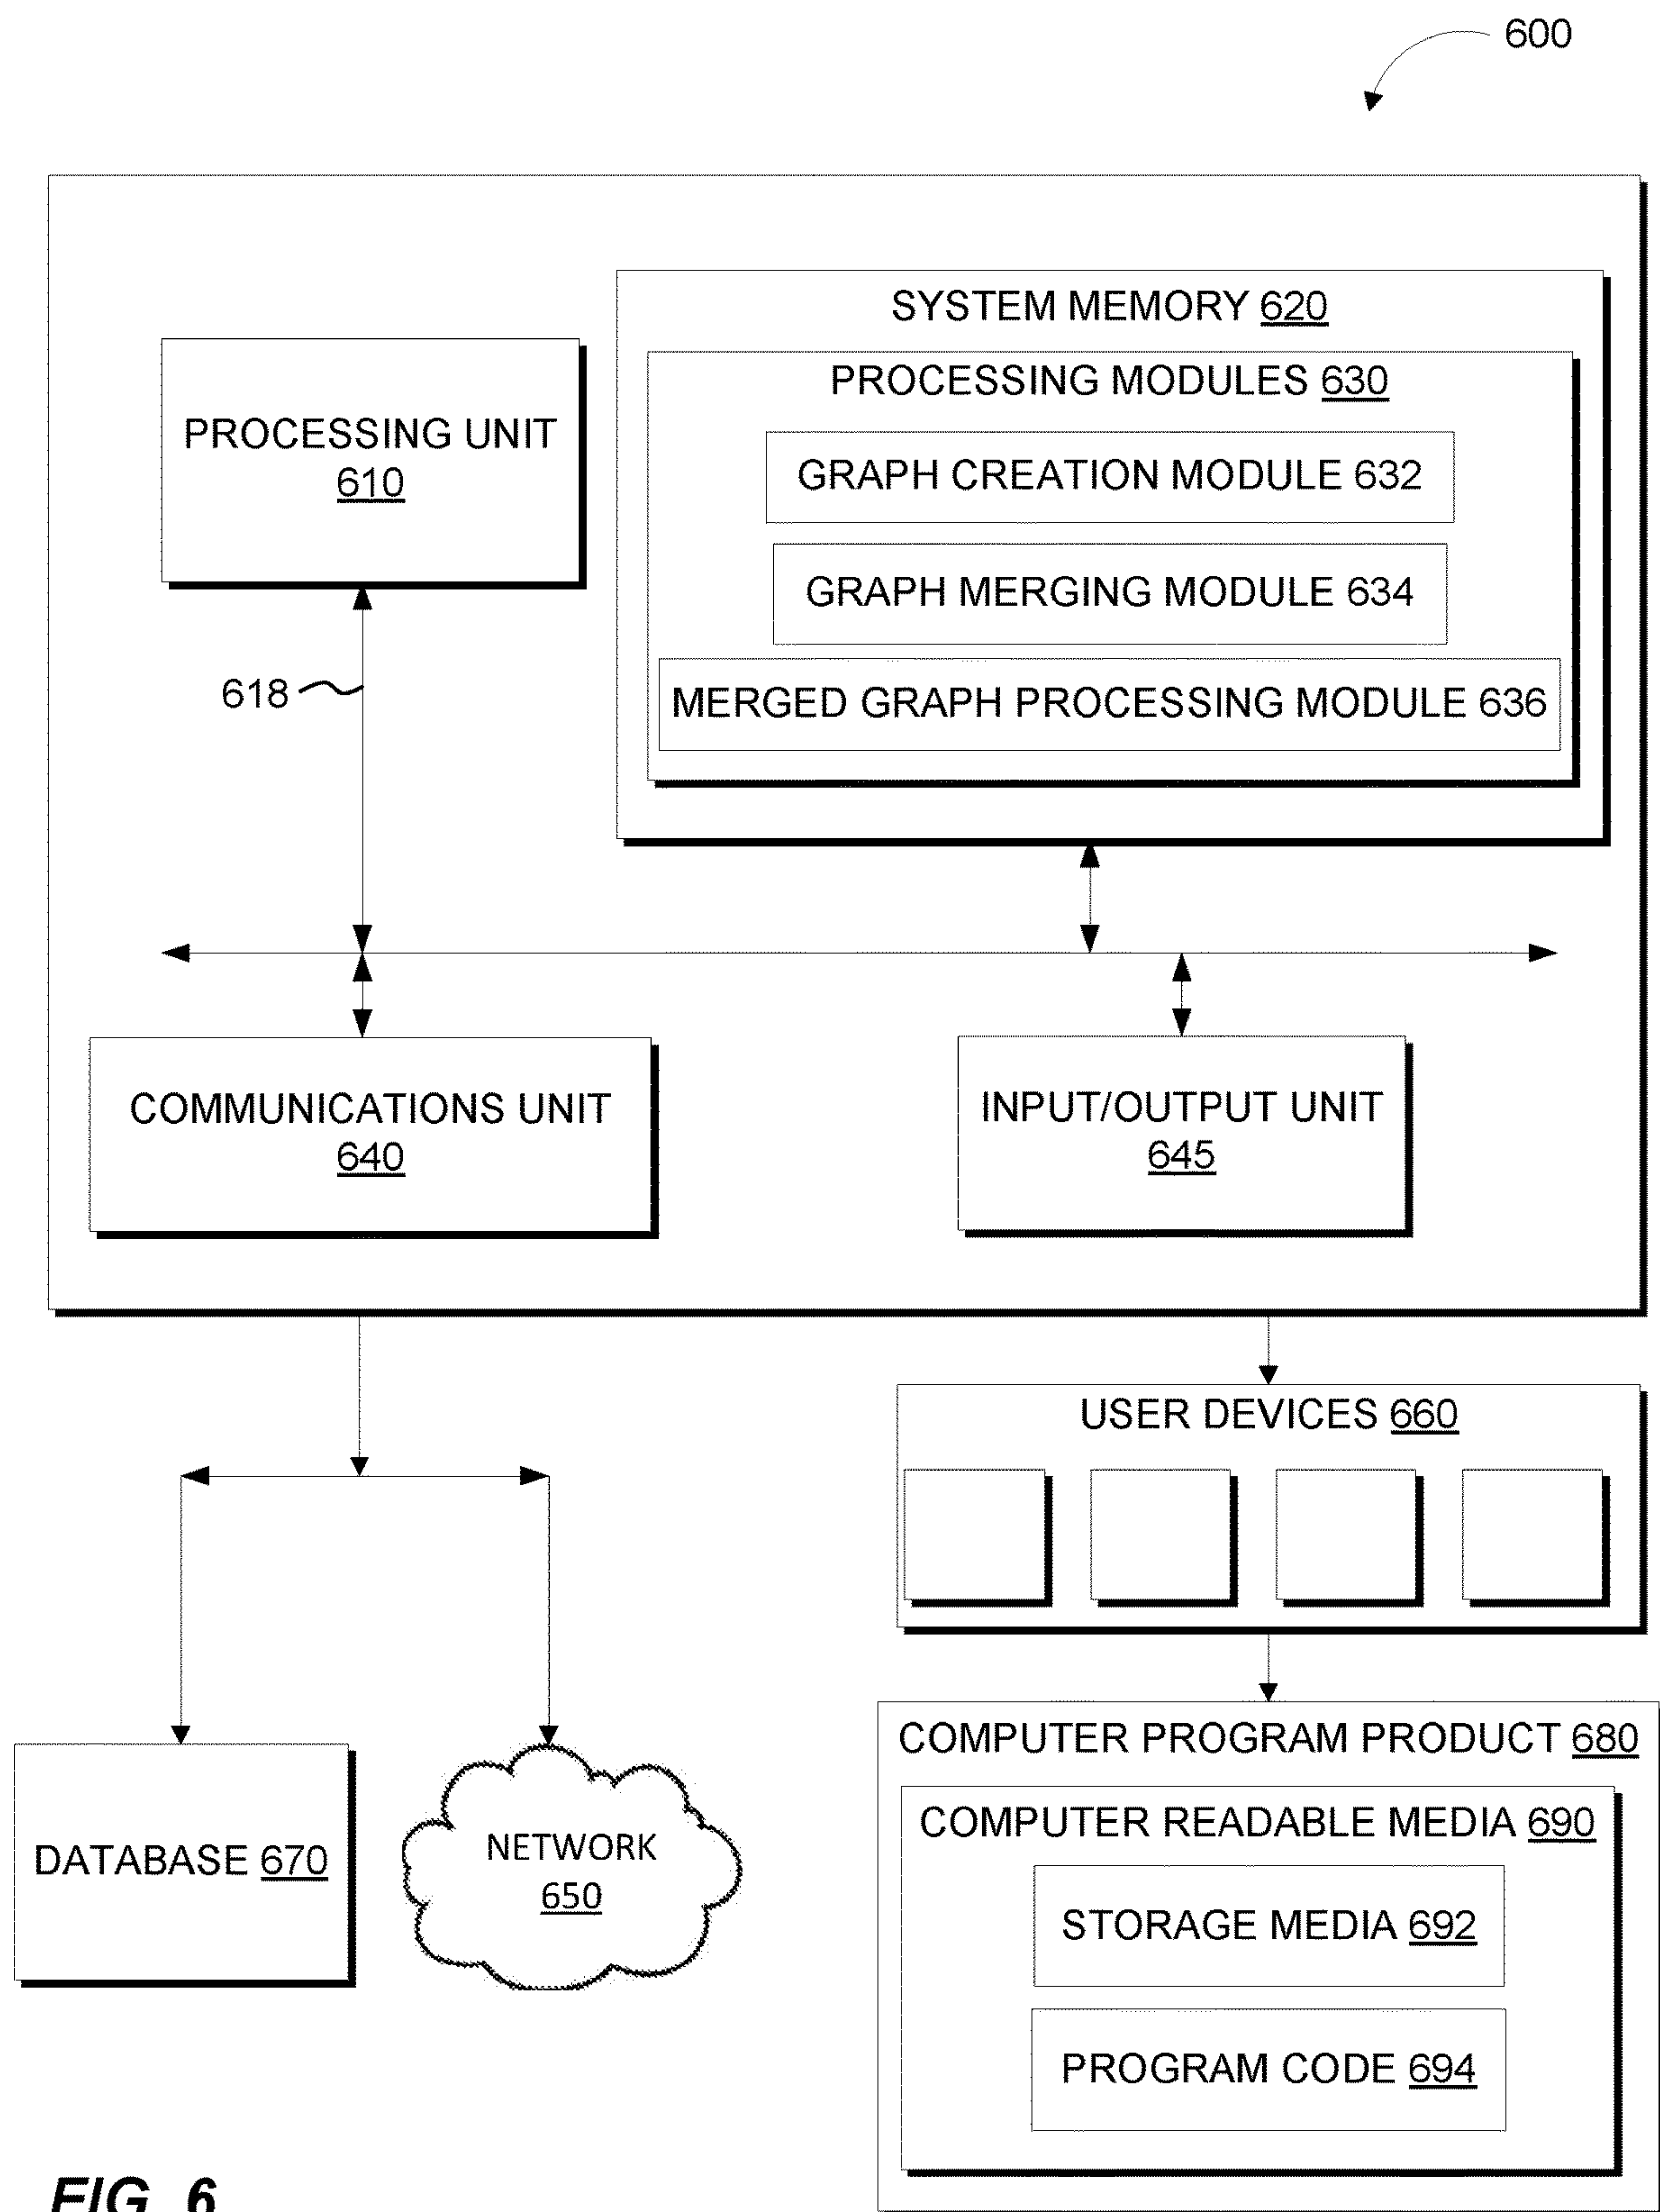 600
SYSTEM MEMORY 620
PROCESSING MODULES 630
PROCESSING UNIT
610
GRAPH CREATION MODULE 632
GRAPH MERGING MODULE 634
618
MERGED GRAPH PROCESSING MODULE 636
COMMUNICATIONS UNIT
640
INPUT/OUTPUT UNIT
645
USER DEVICES 660
DATABASE 670
NETWORK
650
COMPUTER PROGRAM PRODUCT 680
COMPUTER READABLE MEDIA 690
STORAGE MEDIA 692
PROGRAM CODE 694
FIG. 6